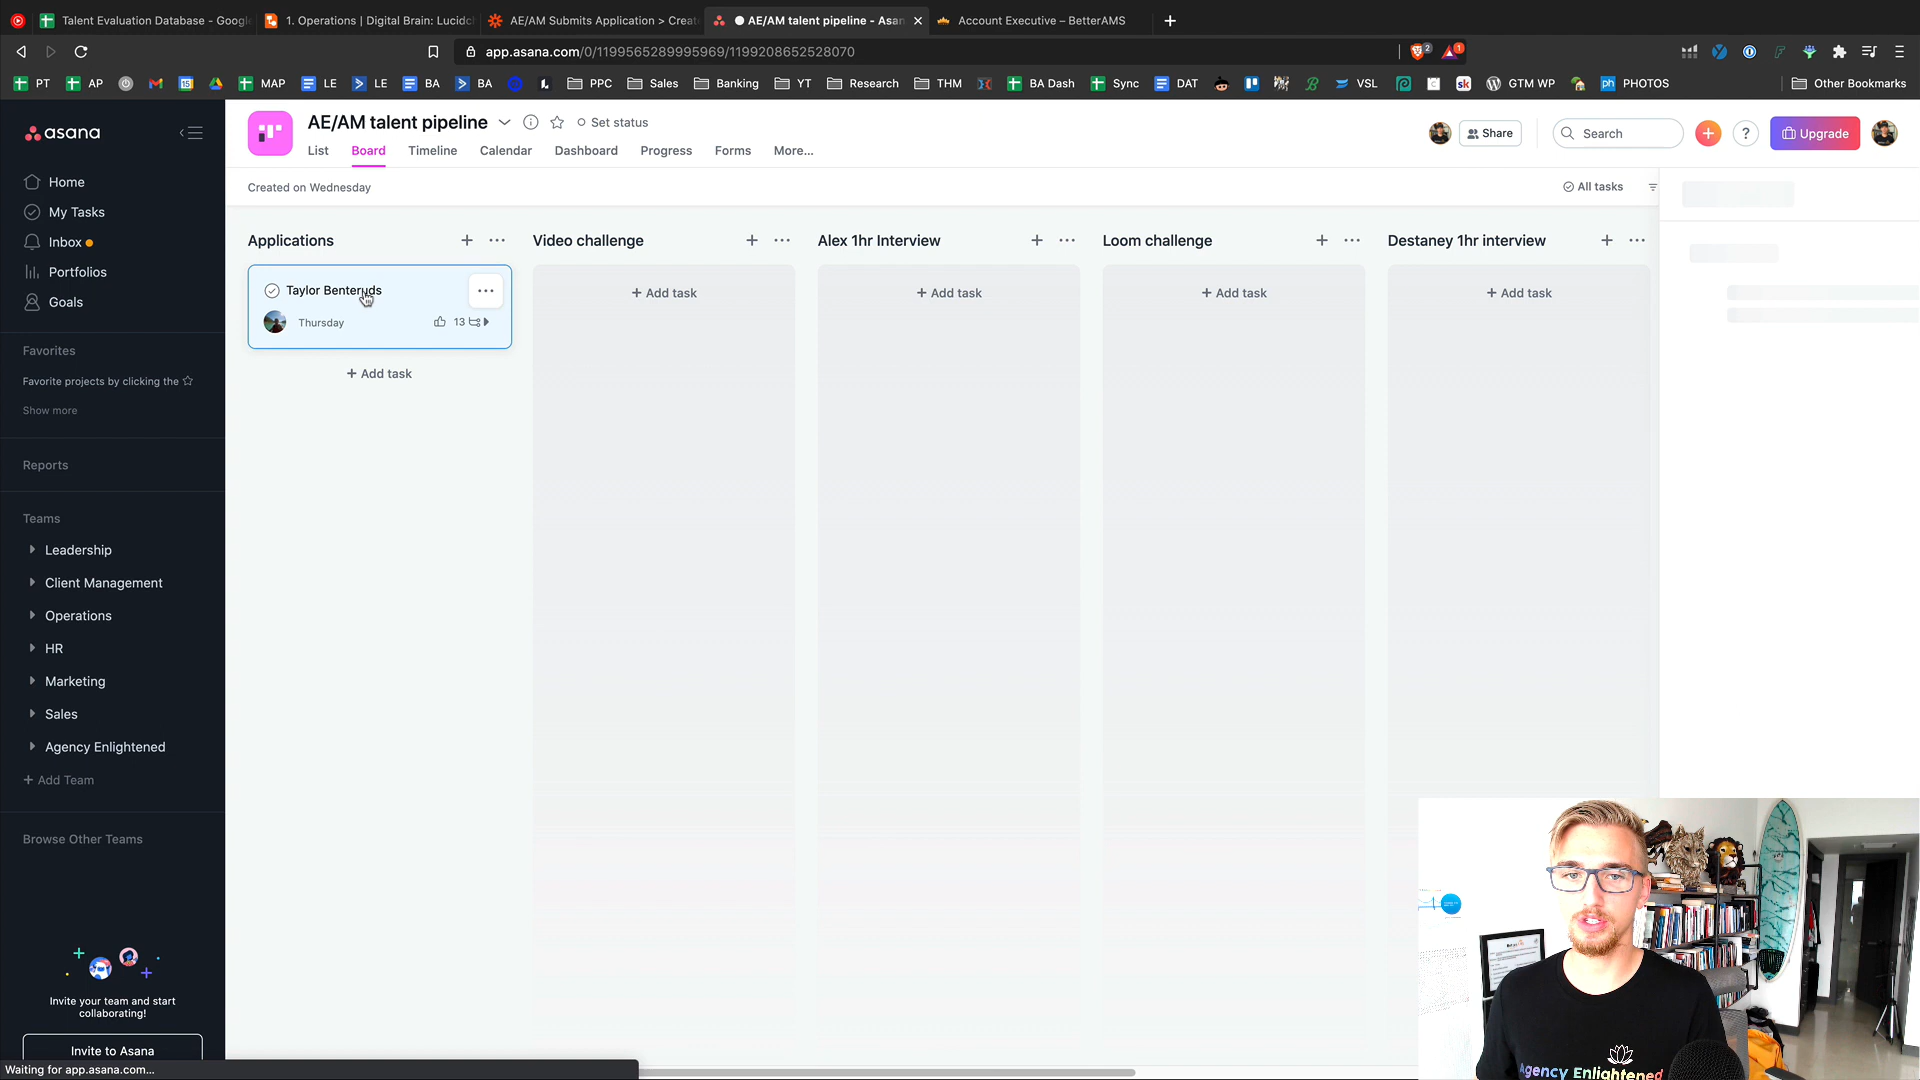 Talent Evaluation Database - Google
1. Operations | Digital Brain: Lucidc
AE/AM Submits Application > Creat
AE/AM talent pipeline - Asan
Account Executive – BetterAMS
app.asana.com/0/1199565289995969/1199208652528070
2
1
PT
AP
MAP
LE
LE
BA
BA
PPC
Sales
Banking
YT
Research
THM
BA Dash
Sync
DAT
VSL
sk
GTM WP
ph
PHOTOS
Other Bookmarks
asana
AE/AM talent pipeline
Set status
Share
Search
?
Upgrade
List
Board
Timeline
Calendar
Dashboard
Progress
Forms
More...
Home
My Tasks
Inbox
Portfolios
Goals
Created on Wednesday
All tasks
Applications
Video challenge
Alex 1hr Interview
Loom challenge
Destaney 1hr interview
Taylor Benteruds
Thursday
13
+ Add task
+ Add task
+ Add task
+ Add task
+ Add task
Favorites
Favorite projects by clicking the
Show more
Reports
Teams
Leadership
Client Management
Operations
HR
Marketing
Sales
Agency Enlightened
+ Add Team
Browse Other Teams
Invite your team and start
collaborating!
Invite to Asana
Waiting for app.asana.com...
Agency Enlightened